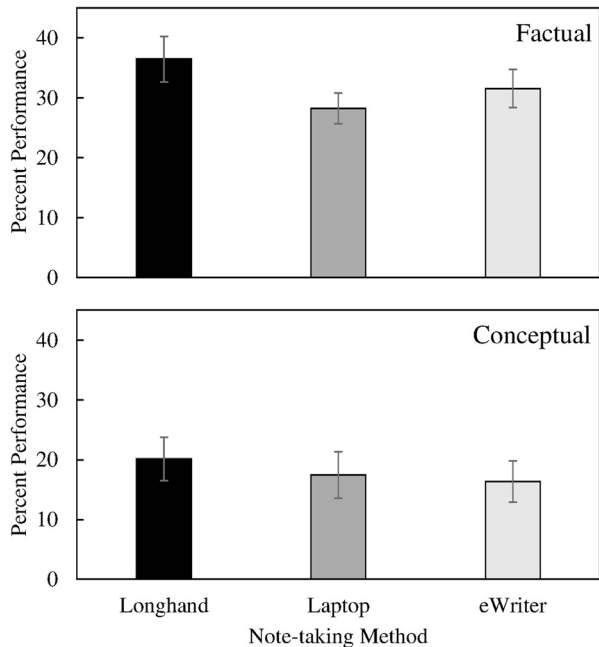 Factual
Percent Performance
40
30
20
10
0
Conceptual
Percent Performance
40
30
20
10
0
Longhand Laptop eWriter
Note-taking Method